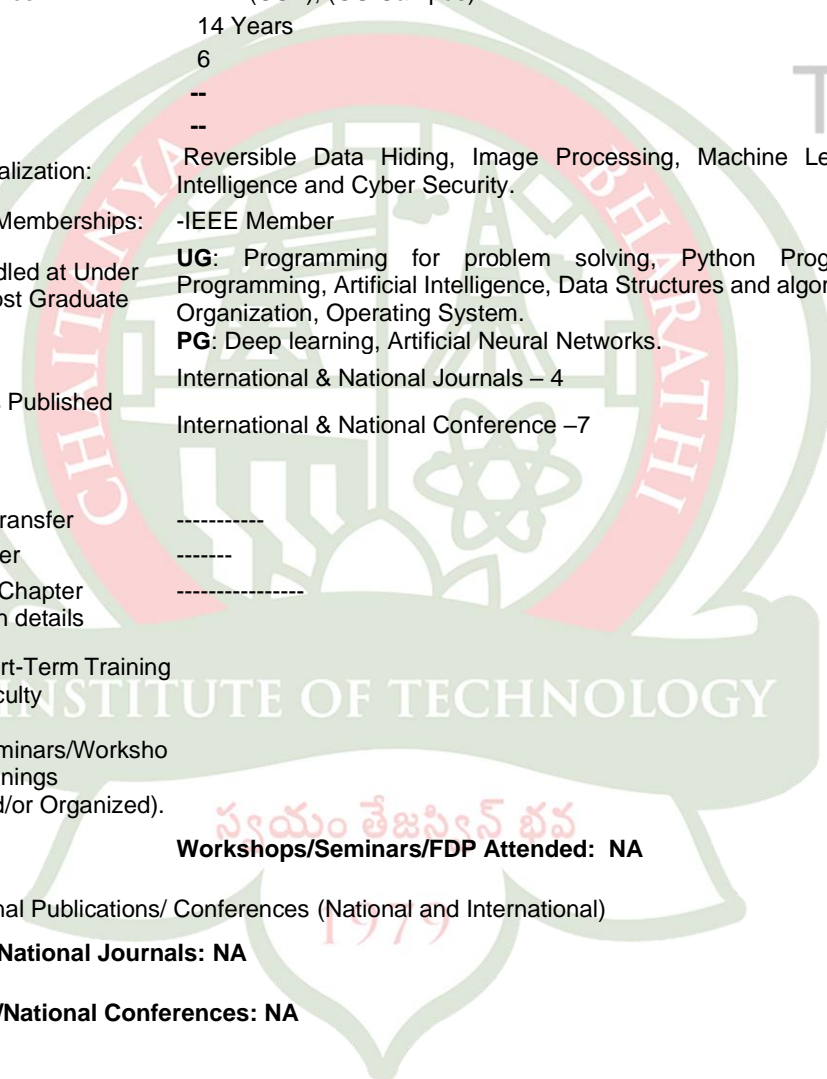 14 Years
6
--
--
alization: Reversible Data Hiding, Image Processing, Machine Le
Intelligence and Cyber Security.
Memberships: -IEEE Member
dled at Under UG: Programming for problem solving, Python Prog
ost Graduate Programming, Artificial Intelligence, Data Structures and algor
Organization, Operating System.
PG: Deep learning, Artificial Neural Networks.
International & National Journals – 4
s Published
International & National Conference –7
ransfer -----------
er -------
Chapter ----------------
n details
rt-Term Training
culty
minars/Worksho
nings
d/or Organized).
Workshops/Seminars/FDP Attended: NA
nal Publications/ Conferences (National and International)
National Journals: NA
/National Conferences: NA
CHAITANYA BHARATHI
INSTITUTE OF TECHNOLOGY
స్వయం తేజస్విన్ భవ
1979